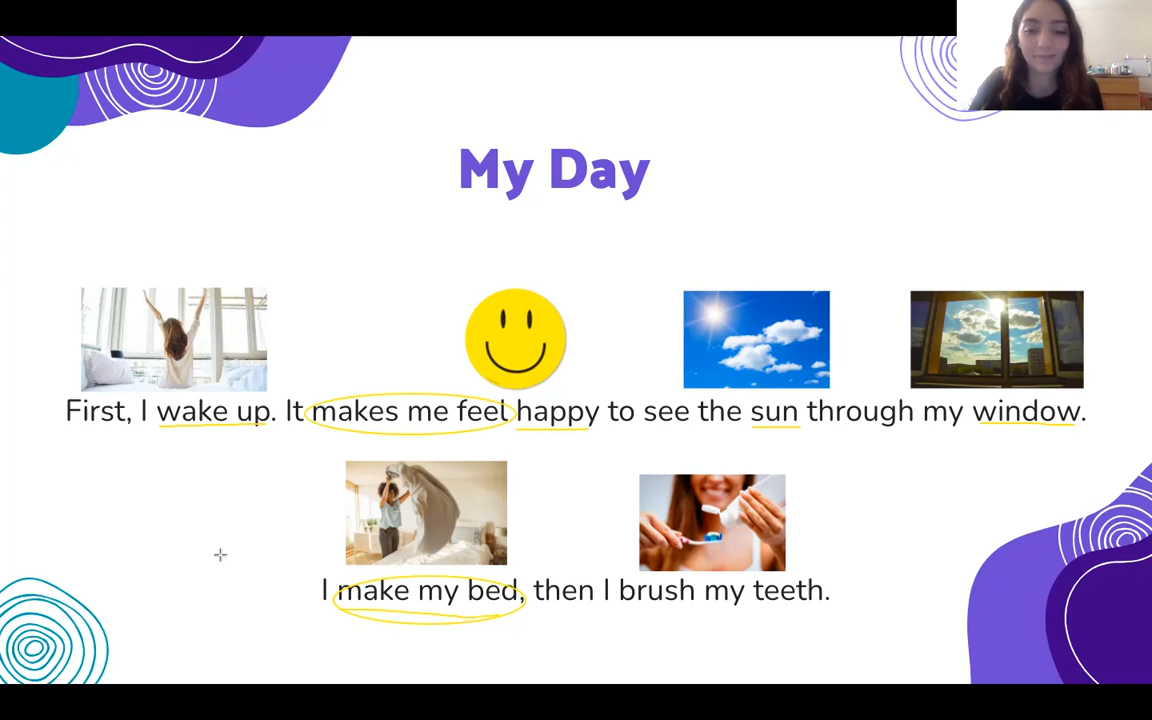 My Day
First, I wake up. It makes me feel happy to see the sun through my window.
I make my bed, then I brush my teeth.